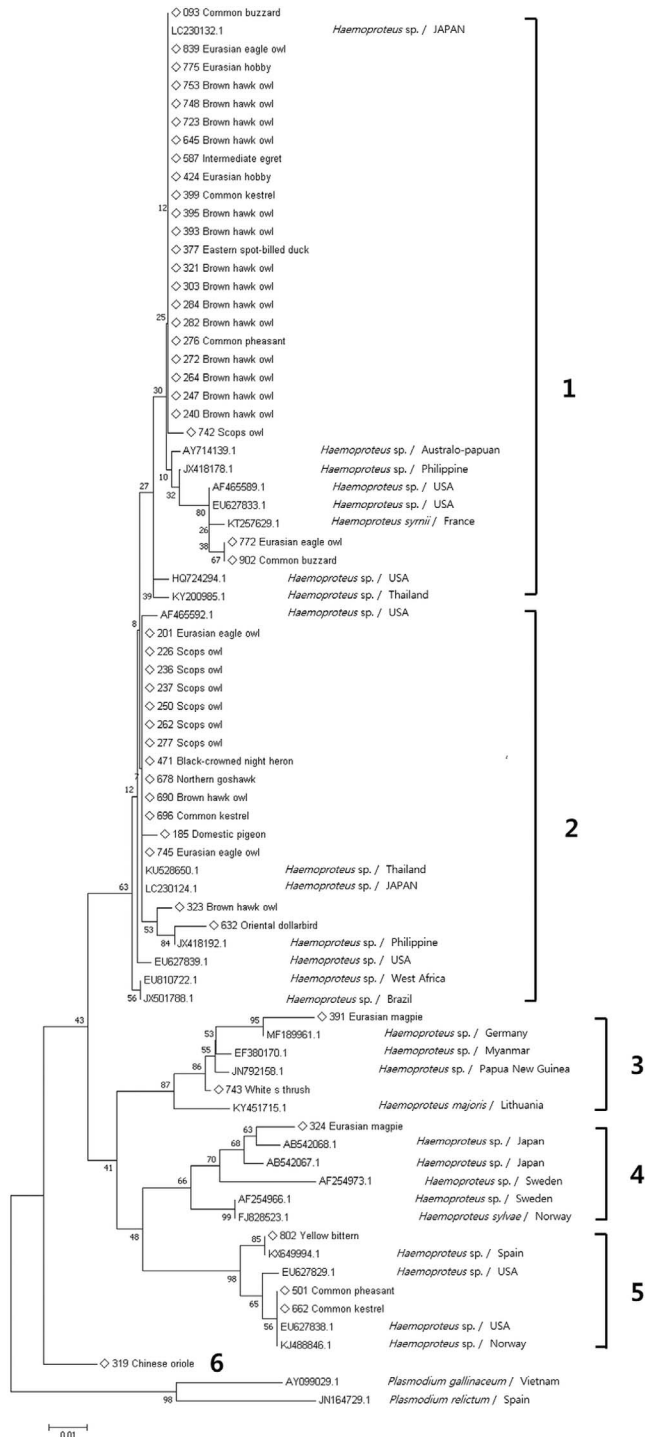 093 Common buzzard
LC230132.1 Haemoproteus sp./ JAPAN
839 Eurasian eagle owl
775 Eurasian hobby
753 Brown hawk owl
748 Brown hawk owl
723 Brown hawk owl
645 Brown hawk owl
587 Intermediate egret
424 Eurasian hobby
399 Common kestrel
12
395 Brown hawk owl
393 Brown hawk owl
377 Eastern spot-billed duck
321 Brown hawk owl
303 Brown hawk owl
284 Brown hawk owl
25
282 Brown hawk owl
276 Common pheasant
272 Brown hawk owl
264 Brown hawk owl
1
30
247 Brown hawk owl
240 Brown hawk owl
742 Scops owl
AY714139.1 Haemoproteus sp./ Australo-papuan
10
JX418178.1 Haemoproteus sp./ Philippine
27
32
AF465589.1 Haemoproteus sp./ USA
EU627833.1 Haemoproteus sp./ USA
80
KT257629.1 Haemoproteus syrnii/ France
26
772 Eurasian eagle owl
38
902 Common buzzard
67
HQ724294.1 Haemoproteus sp./ USA
39
KY200985.1 Haemoproteus sp./ Thailand
AF465592.1 Haemoproteus sp./ USA
8
201 Eurasian eagle owl
226 Scops owl
236 Scops owl
237 Scops owl
250 Scops owl
262 Scops owl
277 Scops owl
471 Black-crowned night heron
7
678 Northern goshawk
12
690 Brown hawk owl
696 Common kestrel
2
185 Domestic pigeon
745 Eurasian eagle owl
KU528650.1 Haemoproteus sp./ Thailand
63
LC230124.1 Haemoproteus sp./ JAPAN
323 Brown hawk owl
53
632 Oriental dollarbird
84
JX418192.1 Haemoproteus sp./ Philippine
EU627839.1 Haemoproteus sp./ USA
EU810722.1 Haemoproteus sp./ West Africa
56
JX501788.1 Haemoproteus sp./ Brazil
43
95
391 Eurasian magpie
53
MF189961.1 Haemoproteus sp./ Germany
55
EF380170.1 Haemoproteus sp./ Myanmar
86
JN792158.1 Haemoproteus sp./ Papua New Guinea
3
87
743 White s thrush
KY451715.1 Haemoproteus majoris/ Lithuania
63
324 Eurasian magpie
41
68
AB542068.1 Haemoproteus sp./ Japan
70
AB542067.1 Haemoproteus sp./ Japan
4
66
AF254973.1 Haemoproteus sp./ Sweden
AF254966.1 Haemoproteus sp./ Sweden
99
FJ828523.1 Haemoproteus sylvae/ Norway
48
85
802 Yellow bittern
KX649994.1 Haemoproteus sp./ Spain
98
EU627829.1 Haemoproteus sp./ USA
5
65
501 Common pheasant
662 Common kestrel
56
EU627838.1 Haemoproteus sp./ USA
KJ488846.1 Haemoproteus sp./ Norway
319 Chinese oriole 6
AY099029.1 Plasmodium gallinaceum/ Vietnam
98
JN164729.1 Plasmodium relictum/ Spain
0.01